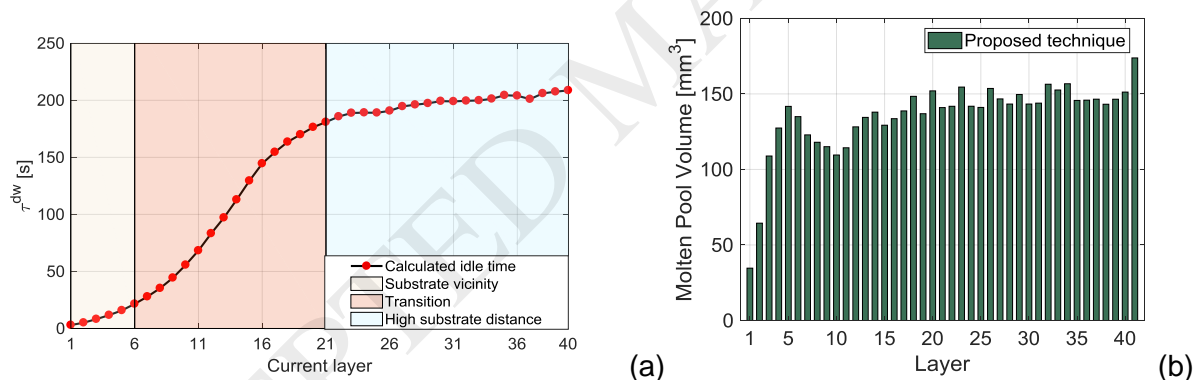 250
200
150
100
50
0
τ^dw [s]
1 6 11 16 21 26 31 36 40
Current layer
Calculated idle time
Substrate vicinity
Transition
High substrate distance
(a)
200
150
100
50
0
Molten Pool Volume [mm³]
Proposed technique
1 5 10 15 20 25 30 35 40
Layer
(b)
PTED MA